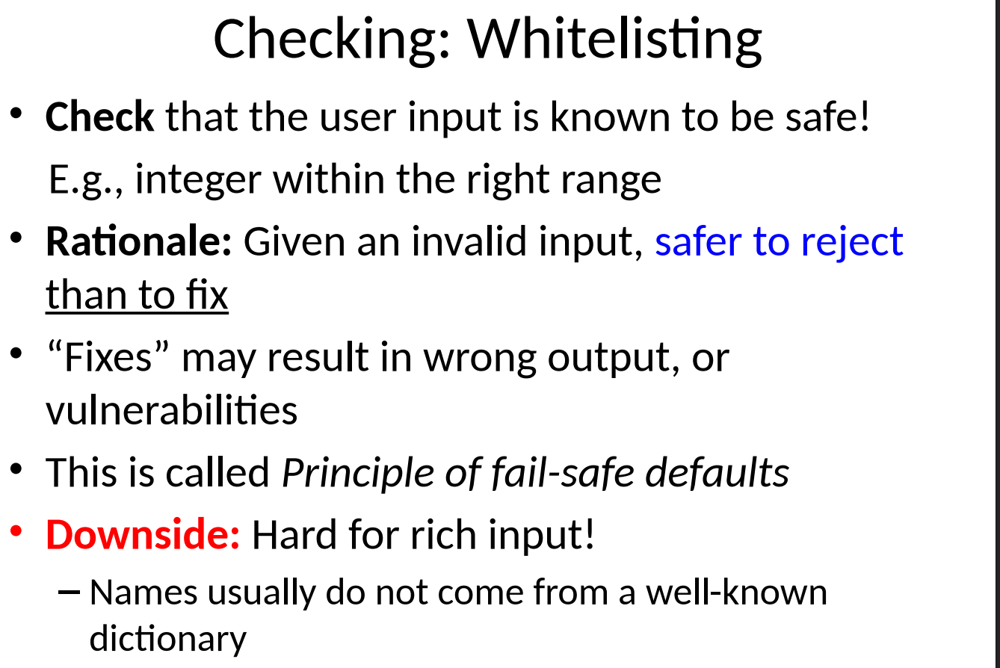 Checking: Whitelisting
• Check that the user input is known to be safe!
E.g., integer within the right range
• Rationale: Given an invalid input, safer to reject
than to fix
• “Fixes” may result in wrong output, or
vulnerabilities
• This is called Principle of fail-safe defaults
• Downside: Hard for rich input!
– Names usually do not come from a well-known
dictionary